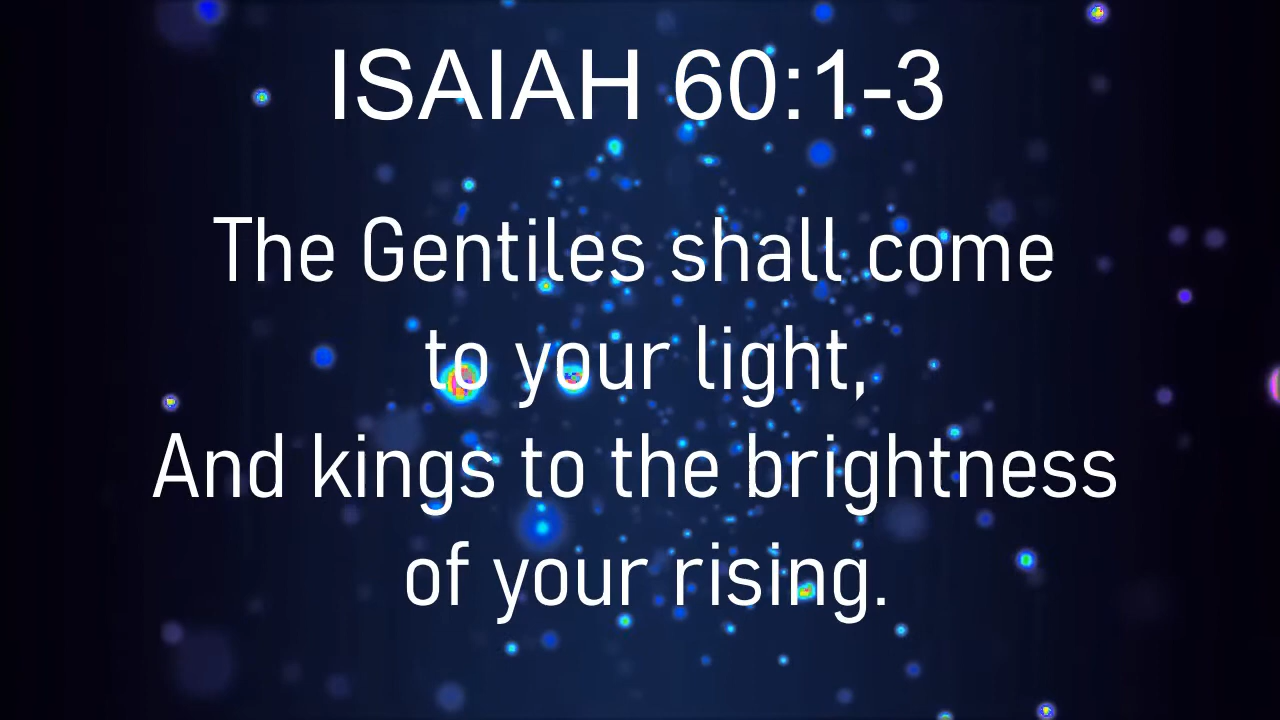 ISAIAH 60:1-3
The Gentiles shall come
to your light,
And kings to the brightness
of your rising.